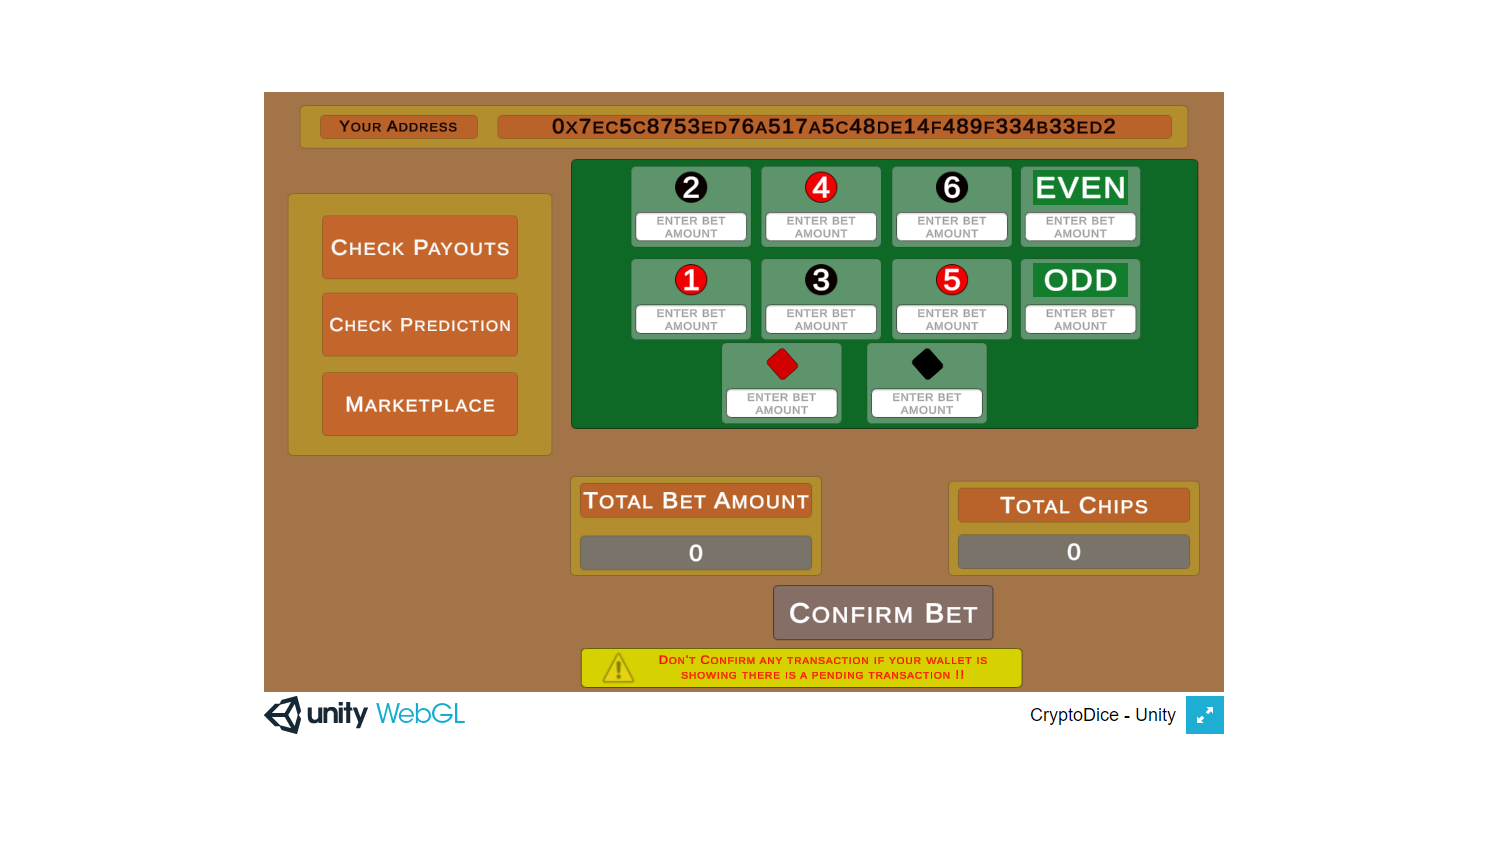 Your Address
0x7ec5c8753ed76a517a5c48de14f489f334b33ed2
Check Payouts
Check Prediction
Marketplace
2 4 6 EVEN
ENTER BET AMOUNT ENTER BET AMOUNT ENTER BET AMOUNT ENTER BET AMOUNT
1 3 5 ODD
ENTER BET AMOUNT ENTER BET AMOUNT ENTER BET AMOUNT ENTER BET AMOUNT
ENTER BET AMOUNT ENTER BET AMOUNT
Total Bet Amount
0
Total Chips
0
Confirm Bet
Don't Confirm any transaction if your wallet is
showing there is a pending transaction !!
unity WebGL
CryptoDice - Unity